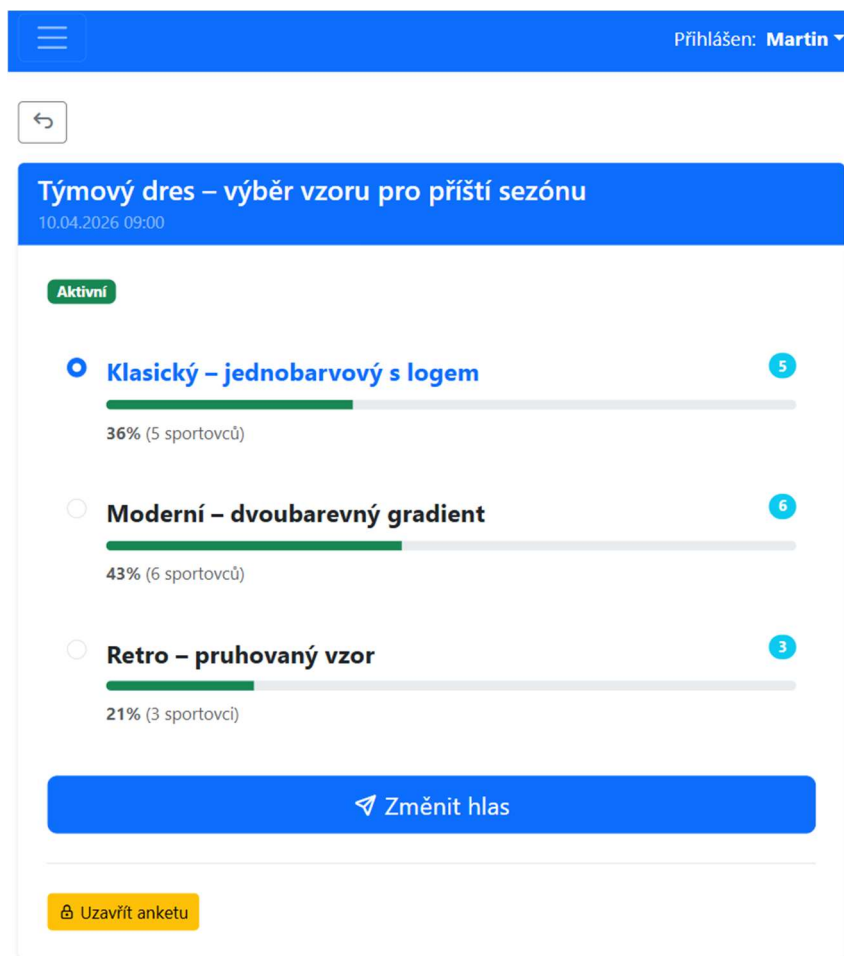 Přihlášen: Martin
Týmový dres – výběr vzoru pro příští sezónu
10.04.2026 09:00
Aktivní
Klasický – jednobarvový s logem 5
36% (5 sportovců)
Moderní – dvoubarevný gradient 6
43% (6 sportovců)
Retro – pruhovaný vzor 3
21% (3 sportovci)
Změnit hlas
Uzavřít anketu